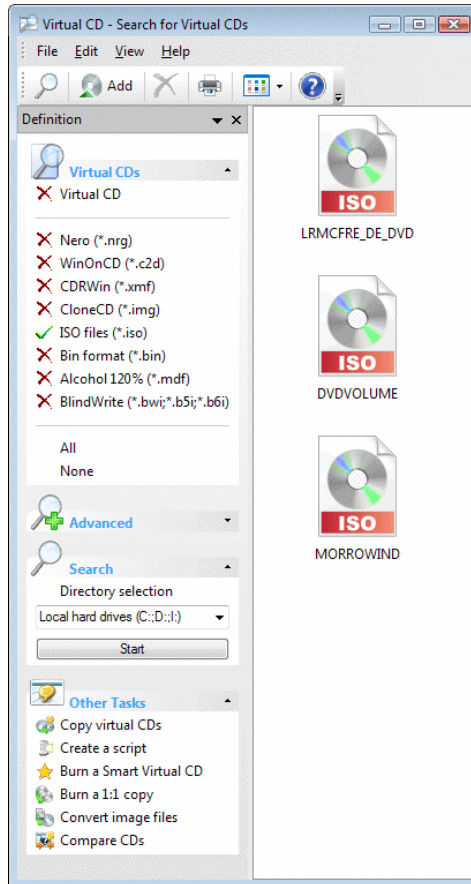 Virtual CD - Search for Virtual CDs
File Edit View Help
Add
Definition
Virtual CDs
Virtual CD
Nero (*.nrg)
WinOnCD (*.c2d)
CDRWin (*.xmf)
CloneCD (*.img)
ISO files (*.iso)
Bin format (*.bin)
Alcohol 120% (*.mdf)
BlindWrite (*.bwi;*.b5i;*.b6i)
All
None
Advanced
Search
Directory selection
Local hard drives (C:;D:;I:)
Start
Other Tasks
Copy virtual CDs
Create a script
Burn a Smart Virtual CD
Burn a 1:1 copy
Convert image files
Compare CDs
ISO
LRMCFRE_DE_DVD
ISO
DVDVOLUME
ISO
MORROWIND